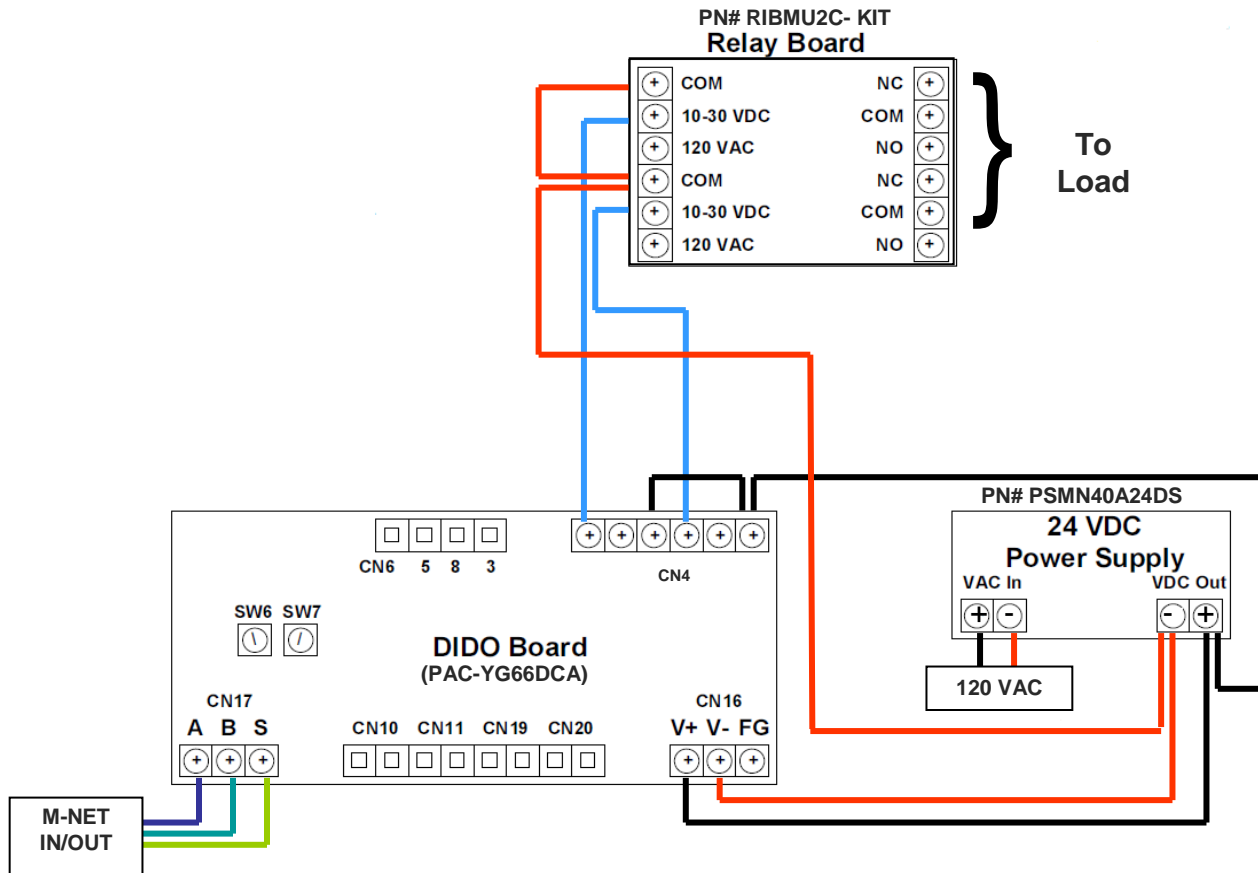 PN# RIBMU2C- KIT
Relay Board
COM NC
10-30 VDC COM
120 VAC NO
COM NC
10-30 VDC COM
120 VAC NO
To
Load
PN# PSMN40A24DS
24 VDC
Power Supply
VAC In VDC Out
+ - - +
120 VAC
CN6 5 8 3
CN4
SW6 SW7
DIDO Board
(PAC-YG66DCA)
CN17
A B S
CN10 CN11 CN19 CN20
CN16
V+ V- FG
M-NET
IN/OUT